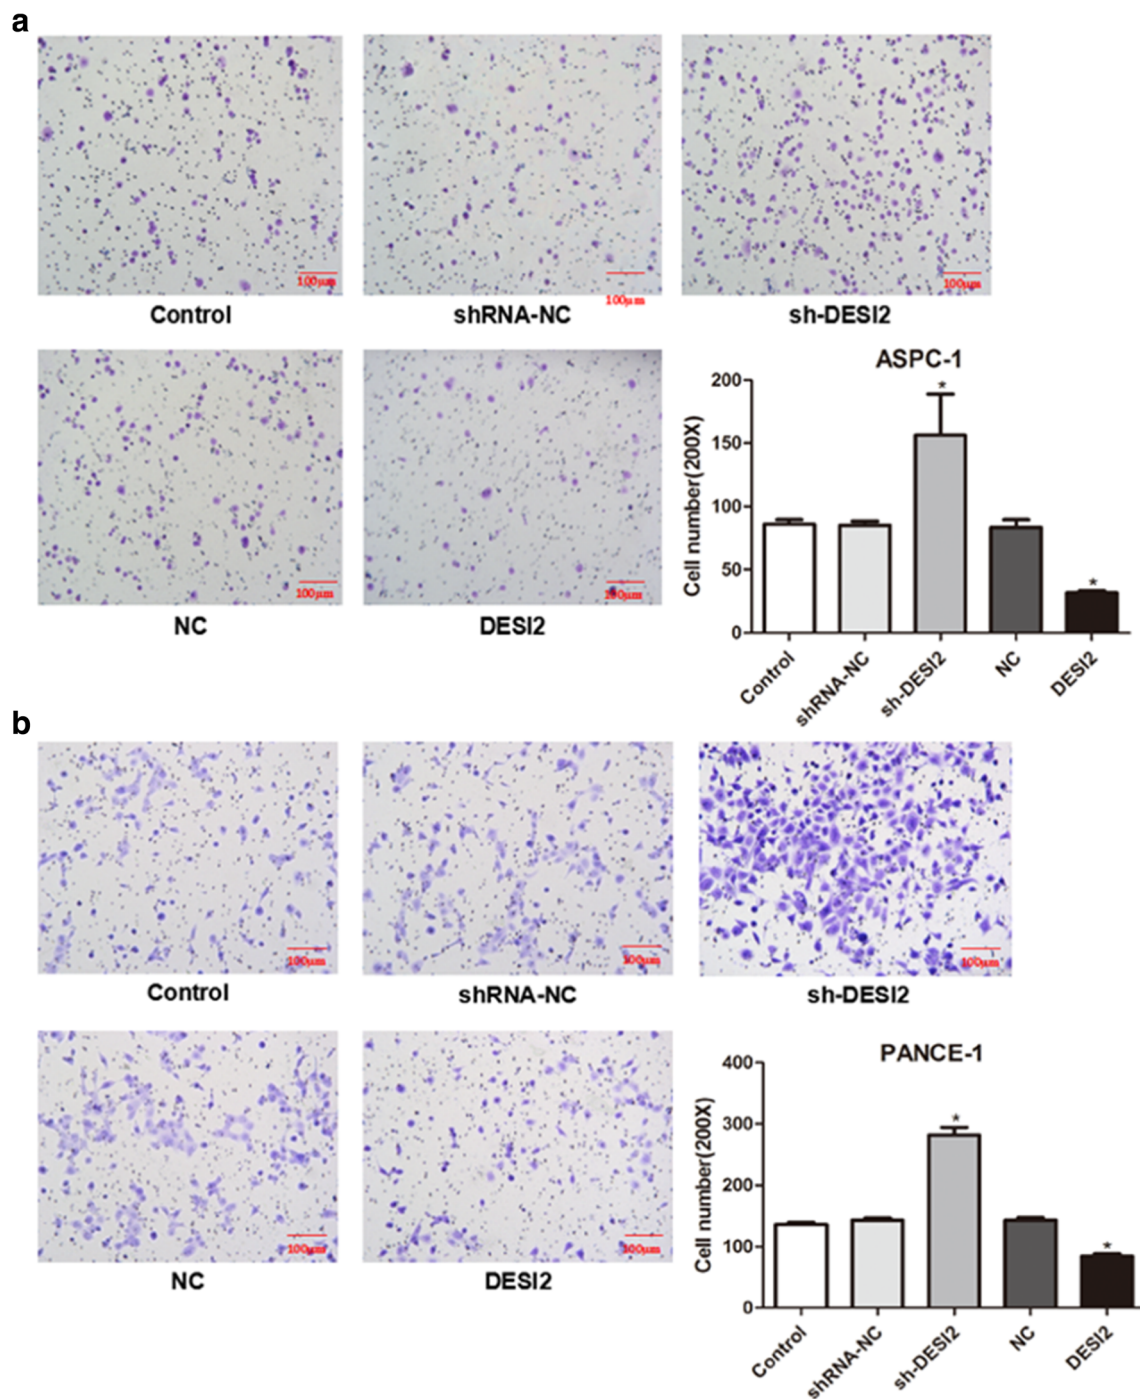 a
100μm
100μm
100μm
Control
shRNA-NC
sh-DESI2
100μm
100μm
NC
DESI2
ASPC-1
Cell number(200X)
200
150
100
50
0
*
*
Control
shRNA-NC
sh-DESI2
NC
DESI2
b
100μm
100μm
100μm
Control
shRNA-NC
sh-DESI2
100μm
100μm
NC
DESI2
PANCE-1
Cell number(200X)
400
300
200
100
0
*
*
Control
shRNA-NC
sh-DESI2
NC
DESI2